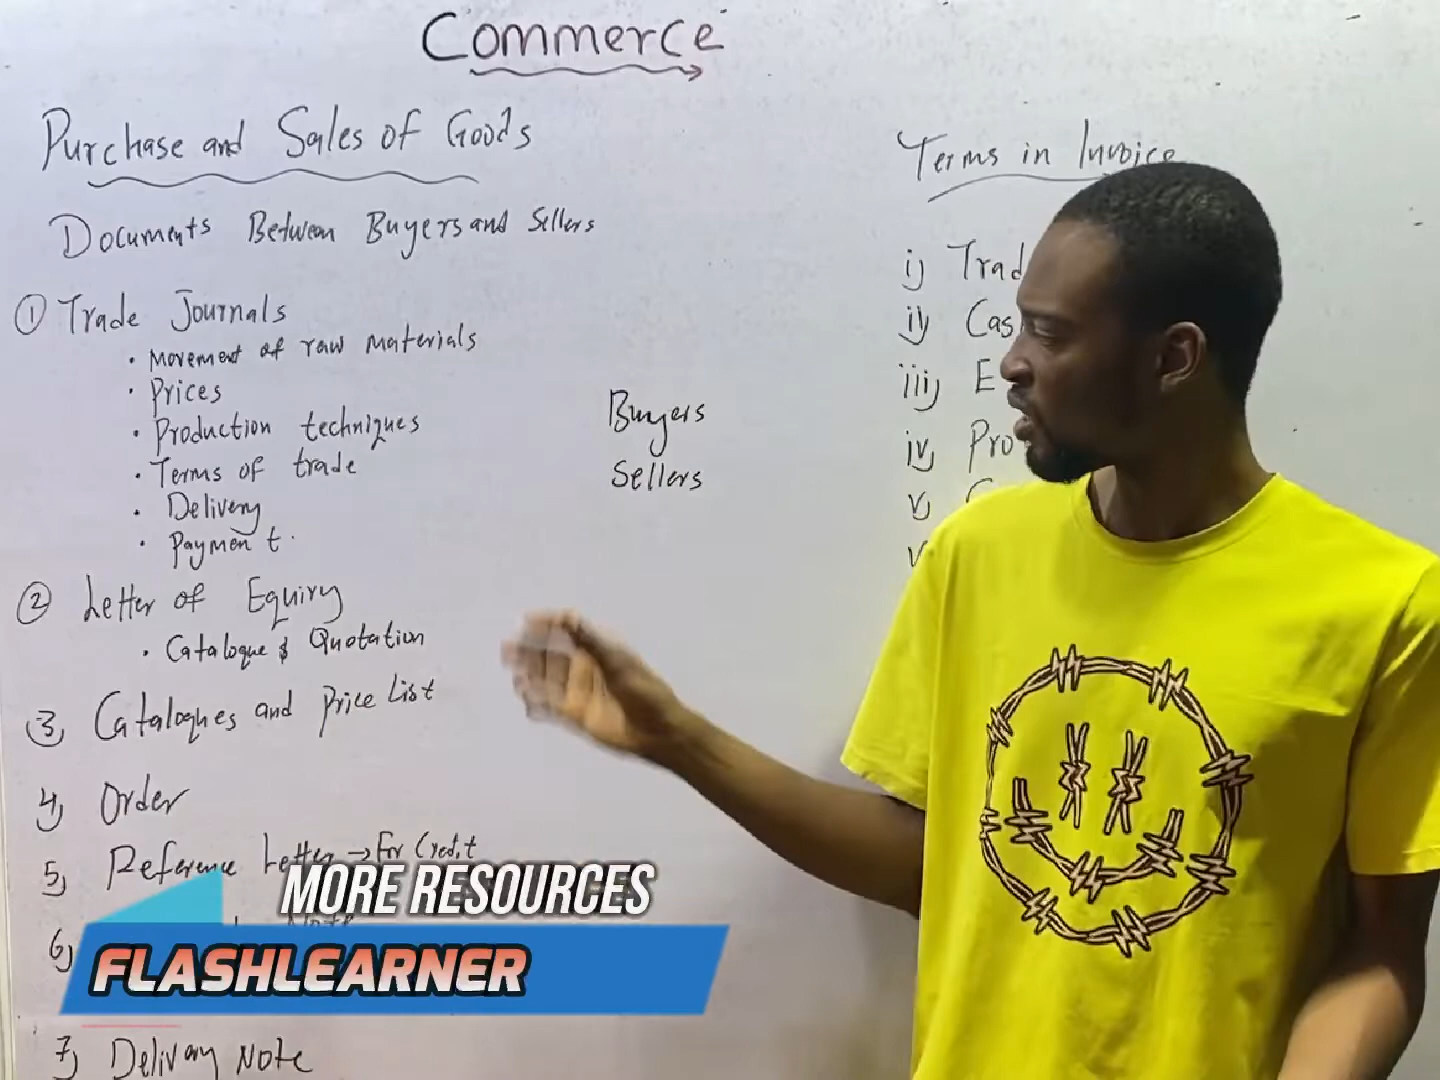 Commerce
Purchase and Sales of Goods
Documents Between Buyers and Sellers
① Trade Journals
· Movement of raw materials
· Prices
· Production techniques
· Terms of trade
· Delivery
· Payment.
② Letter of Equiry
· Catalogue & Quotation
3) Catalogues and Price List
4) Order
5) Reference Letter → For Credit
6) Note
7) Delivery Note
Buyers
Sellers
Terms in Invoice
i) Trad
ii) Cas
iii) E
iv) Pro
v) C
v
MORE RESOURCES
FLASHLEARNER